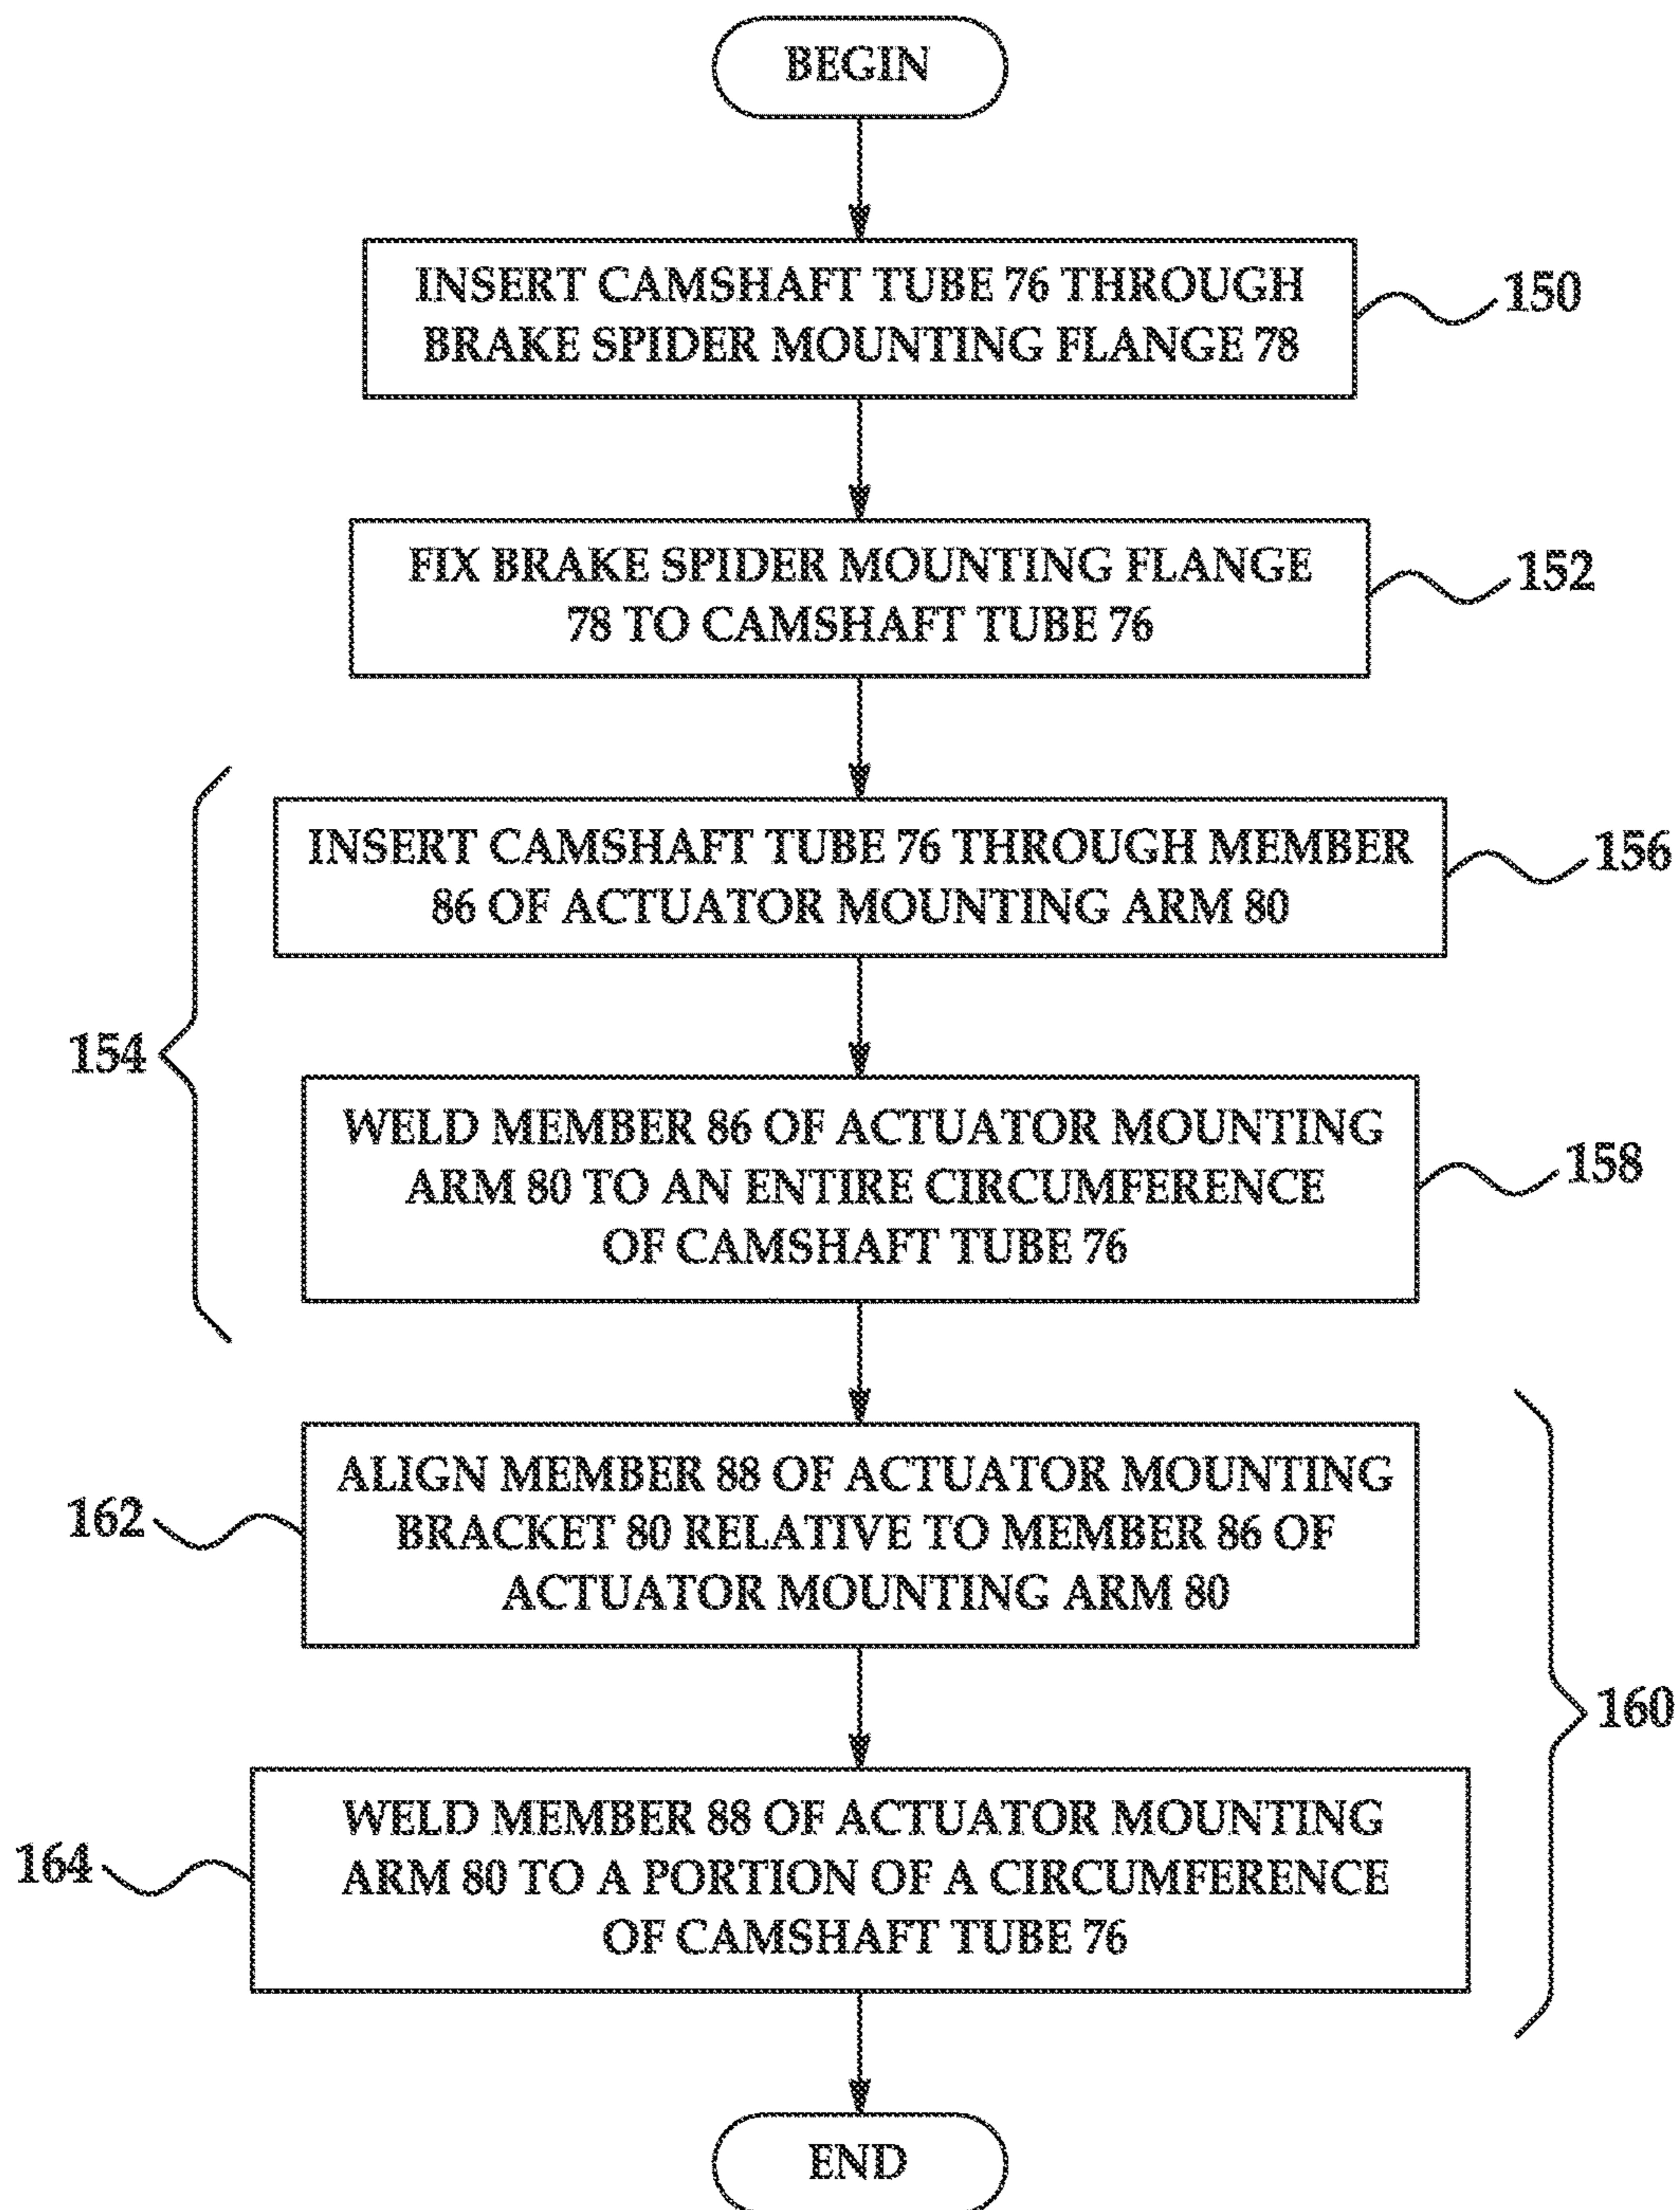 BEGIN
INSERT CAMSHAFT TUBE 76 THROUGH
BRAKE SPIDER MOUNTING FLANGE 78
150
FIX BRAKE SPIDER MOUNTING FLANGE
78 TO CAMSHAFT TUBE 76
152
154
INSERT CAMSHAFT TUBE 76 THROUGH MEMBER
86 OF ACTUATOR MOUNTING ARM 80
156
WELD MEMBER 86 OF ACTUATOR MOUNTING
ARM 80 TO AN ENTIRE CIRCUMFERENCE
OF CAMSHAFT TUBE 76
158
160
162
ALIGN MEMBER 88 OF ACTUATOR MOUNTING
BRACKET 80 RELATIVE TO MEMBER 86 OF
ACTUATOR MOUNTING ARM 80
164
WELD MEMBER 88 OF ACTUATOR MOUNTING
ARM 80 TO A PORTION OF A CIRCUMFERENCE
OF CAMSHAFT TUBE 76
END